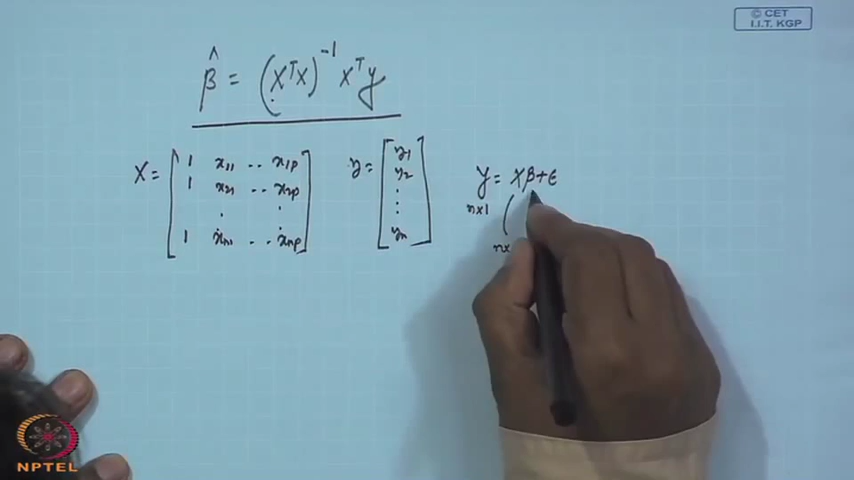 © CET
I.I.T. KGP
β̂ = (XᵀX)⁻¹ Xᵀy
X = [ 1 x₁₁ .. x₁p
1 x₂₁ .. x₂p
. .
1 xₙ₁ .. xₙp ]
y = [ y₁
y₂
⋮
yₙ ]
y = Xβ + ϵ
n×1
n×
NPTEL